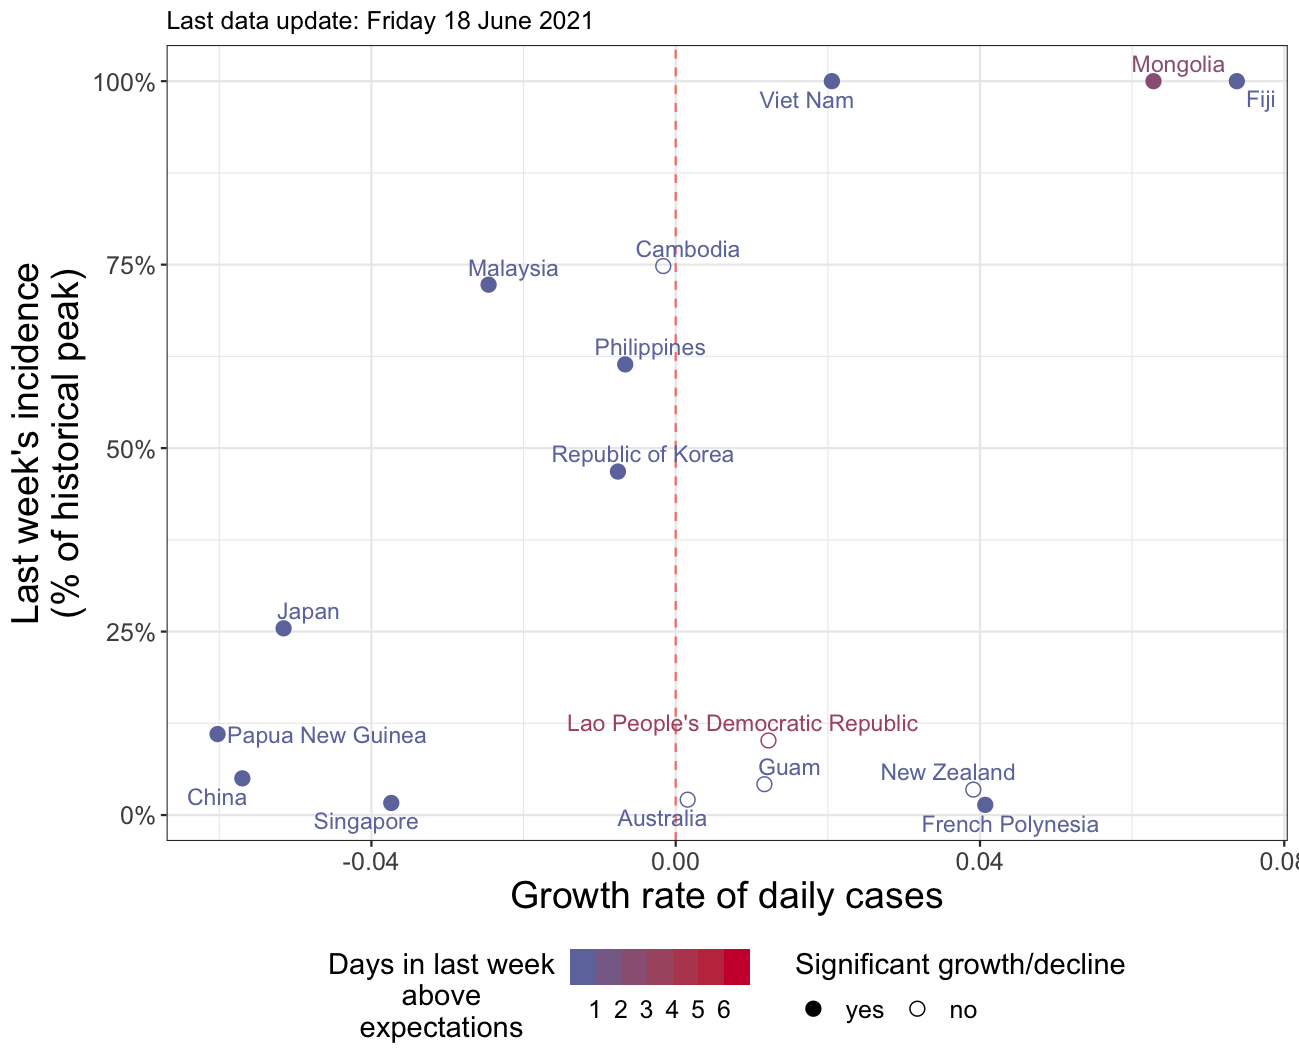 Last data update: Friday 18 June 2021
Last week's incidence
(% of historical peak)
100%
75%
50%
25%
0%
Mongolia
Viet Nam
Fiji
Cambodia
Malaysia
Philippines
Republic of Korea
Japan
Lao People's Democratic Republic
Papua New Guinea
Guam
New Zealand
China
Singapore
Australia
French Polynesia
-0.04 0.00 0.04 0.08
Growth rate of daily cases
Days in last week
above
expectations
1 2 3 4 5 6
Significant growth/decline
yes no